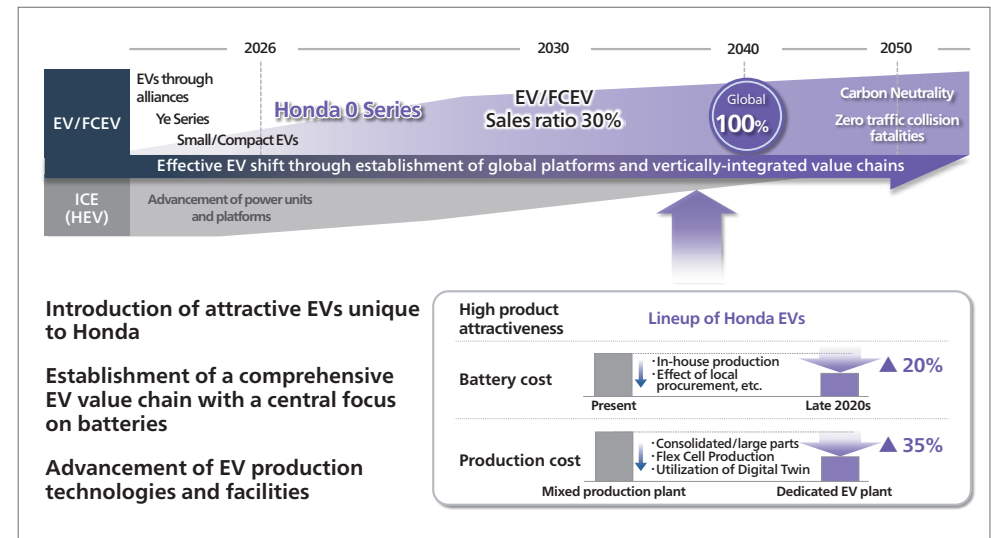 2026
2030
2040
2050
EV/FCEV
EVs through
alliances
Ye Series
Small/Compact EVs
Honda 0 Series
EV/FCEV
Sales ratio 30%
Global
100%
Carbon Neutrality
Zero traffic collision
fatalities
Effective EV shift through establishment of global platforms and vertically-integrated value chains
ICE
(HEV)
Advancement of power units
and platforms
Introduction of attractive EVs unique
to Honda
Establishment of a comprehensive
EV value chain with a central focus
on batteries
Advancement of EV production
technologies and facilities
High product
attractiveness
Lineup of Honda EVs
Battery cost
・In-house production
・Effect of local
procurement, etc.
▲ 20%
Present
Late 2020s
Production cost
・Consolidated/large parts
・Flex Cell Production
・Utilization of Digital Twin
▲ 35%
Mixed production plant
Dedicated EV plant